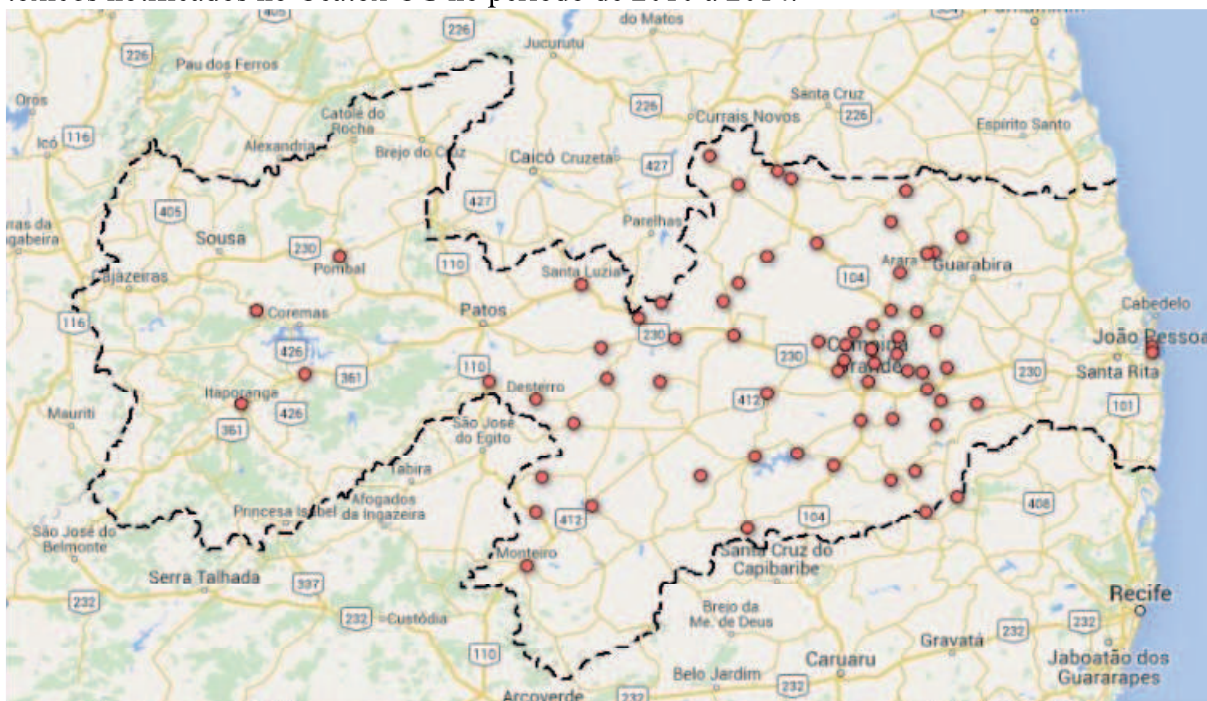 do Matos
405
226
226
Jucurutu
Pau dos Ferros
Oros
Santa Cruz
226
226
Currais Novos
Catolé do
Rocha
Espírito Santo
116
Icó
Alexandria
Brejo do Cruz
Caicó Cruzeta
427
427
405
Parelhas
Sousa
230
Pombal
110
Santa Luzia
Arara
Guarabira
Cajazeiras
104
116
Coremas
Patos
230
Cabedelo
João Pessoa
Campina
Grande
426
361
110
Desterro
230
230
Santa Rita
Itaporanga
426
412
101
Mauriti
361
São José
do Egito
Tabira
Afogados
da Ingazeira
Princesa Isabel
412
104
408
São José do
Belmonte
Monteiro
Santa Cruz do
Capibaribe
Serra Talhada
337
232
232
Custódia
Brejo da
Me. de Deus
Recife
232
232
Gravatá
110
Caruaru
Jaboatão dos
Guararapes
Belo Jardim
232
Arcoverde
232